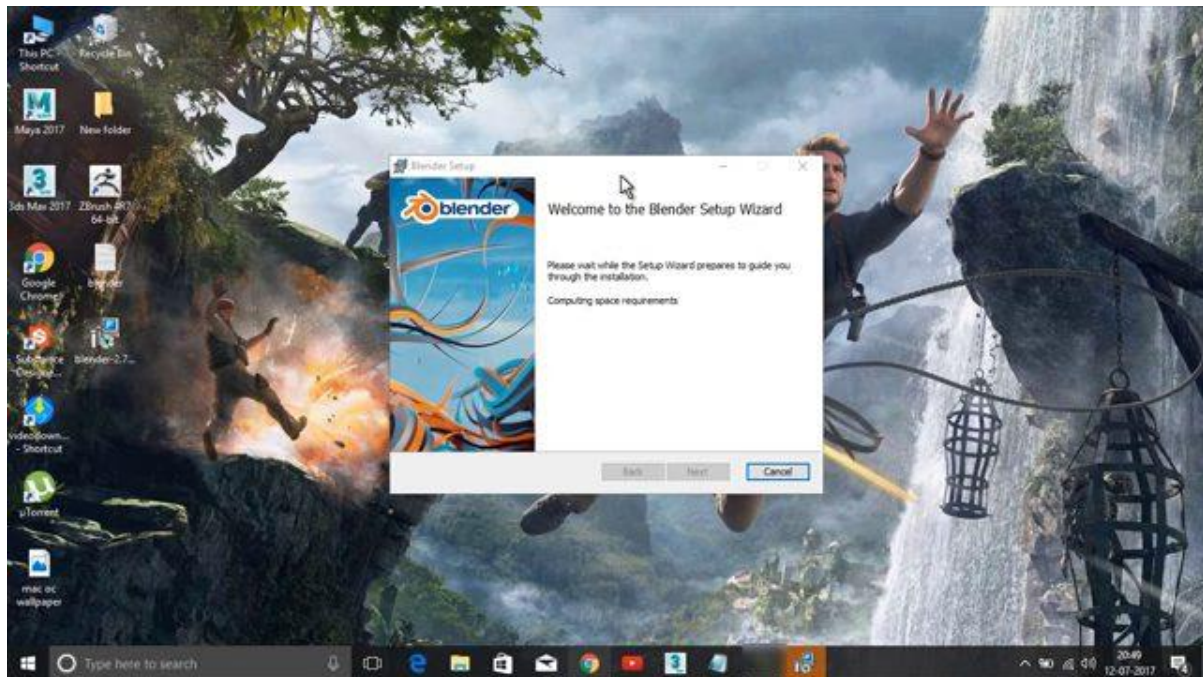 This PC -
Shortcut
Recycle Bin
Maya 2017
New folder
3ds Max 2017
ZBrush 4R7
64-bit
Google
Chrome
blender
Substance
Designe...
blender-2.7...
videodown...
- Shortcut
µTorrent
mac oc
wallpaper
Blender Setup
blender
Welcome to the Blender Setup Wizard
Please wait while the Setup Wizard prepares to guide you
through the installation.
Computing space requirements
Back
Next
Cancel
Type here to search
20:49
12-07-2017